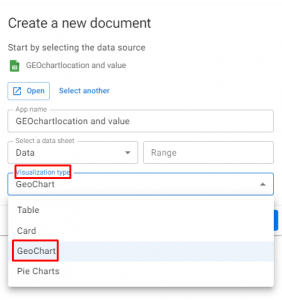 Create a new document
Start by selecting the data source
GEOchartlocation and value
Open Select another
App name
GEOchartlocation and value
Select a data sheet
Data Range
Visualization type
GeoChart
Table
Card
GeoChart
Pie Charts